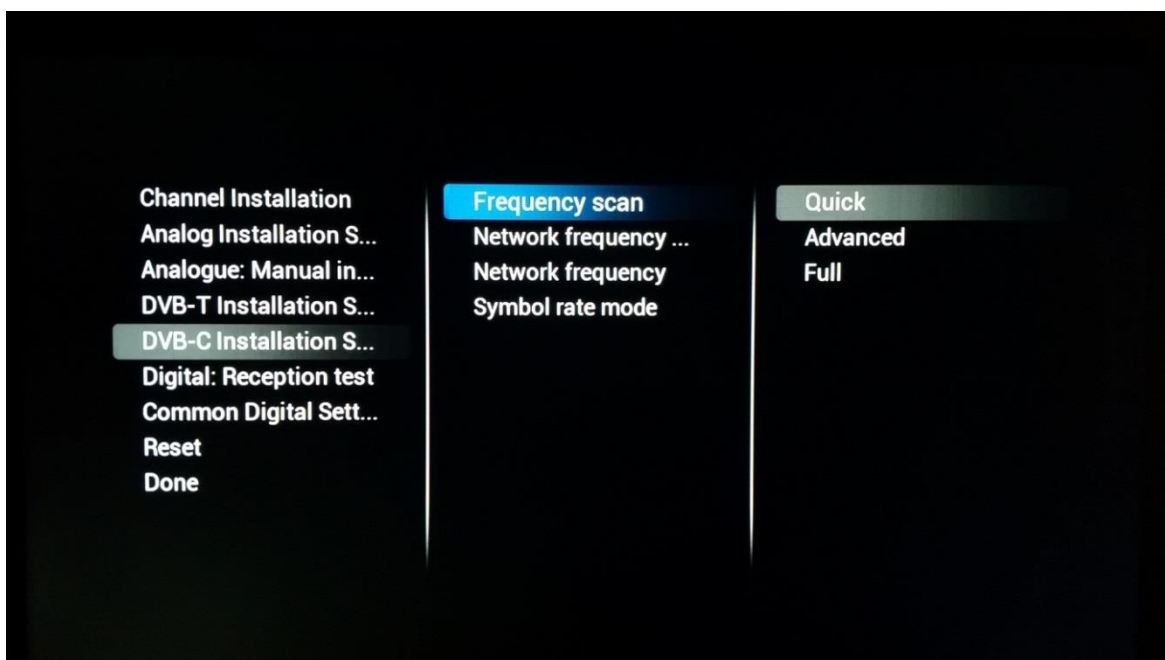 Channel Installation
Analog Installation S...
Analogue: Manual in...
DVB-T Installation S...
DVB-C Installation S...
Digital: Reception test
Common Digital Sett...
Reset
Done
Frequency scan
Network frequency ...
Network frequency
Symbol rate mode
Quick
Advanced
Full